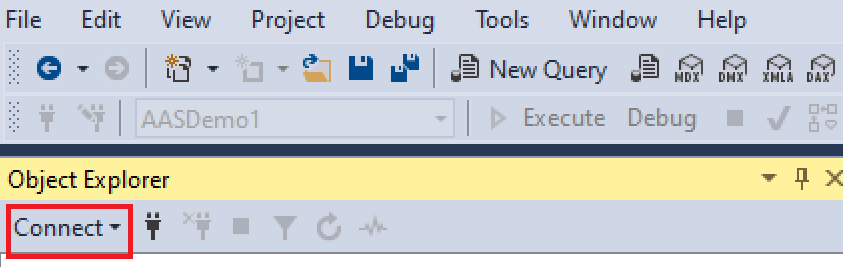 File Edit View Project Debug Tools Window Help
New Query MDX DMX XMLA DAX
AASDemo1 Execute Debug
Object Explorer
Connect